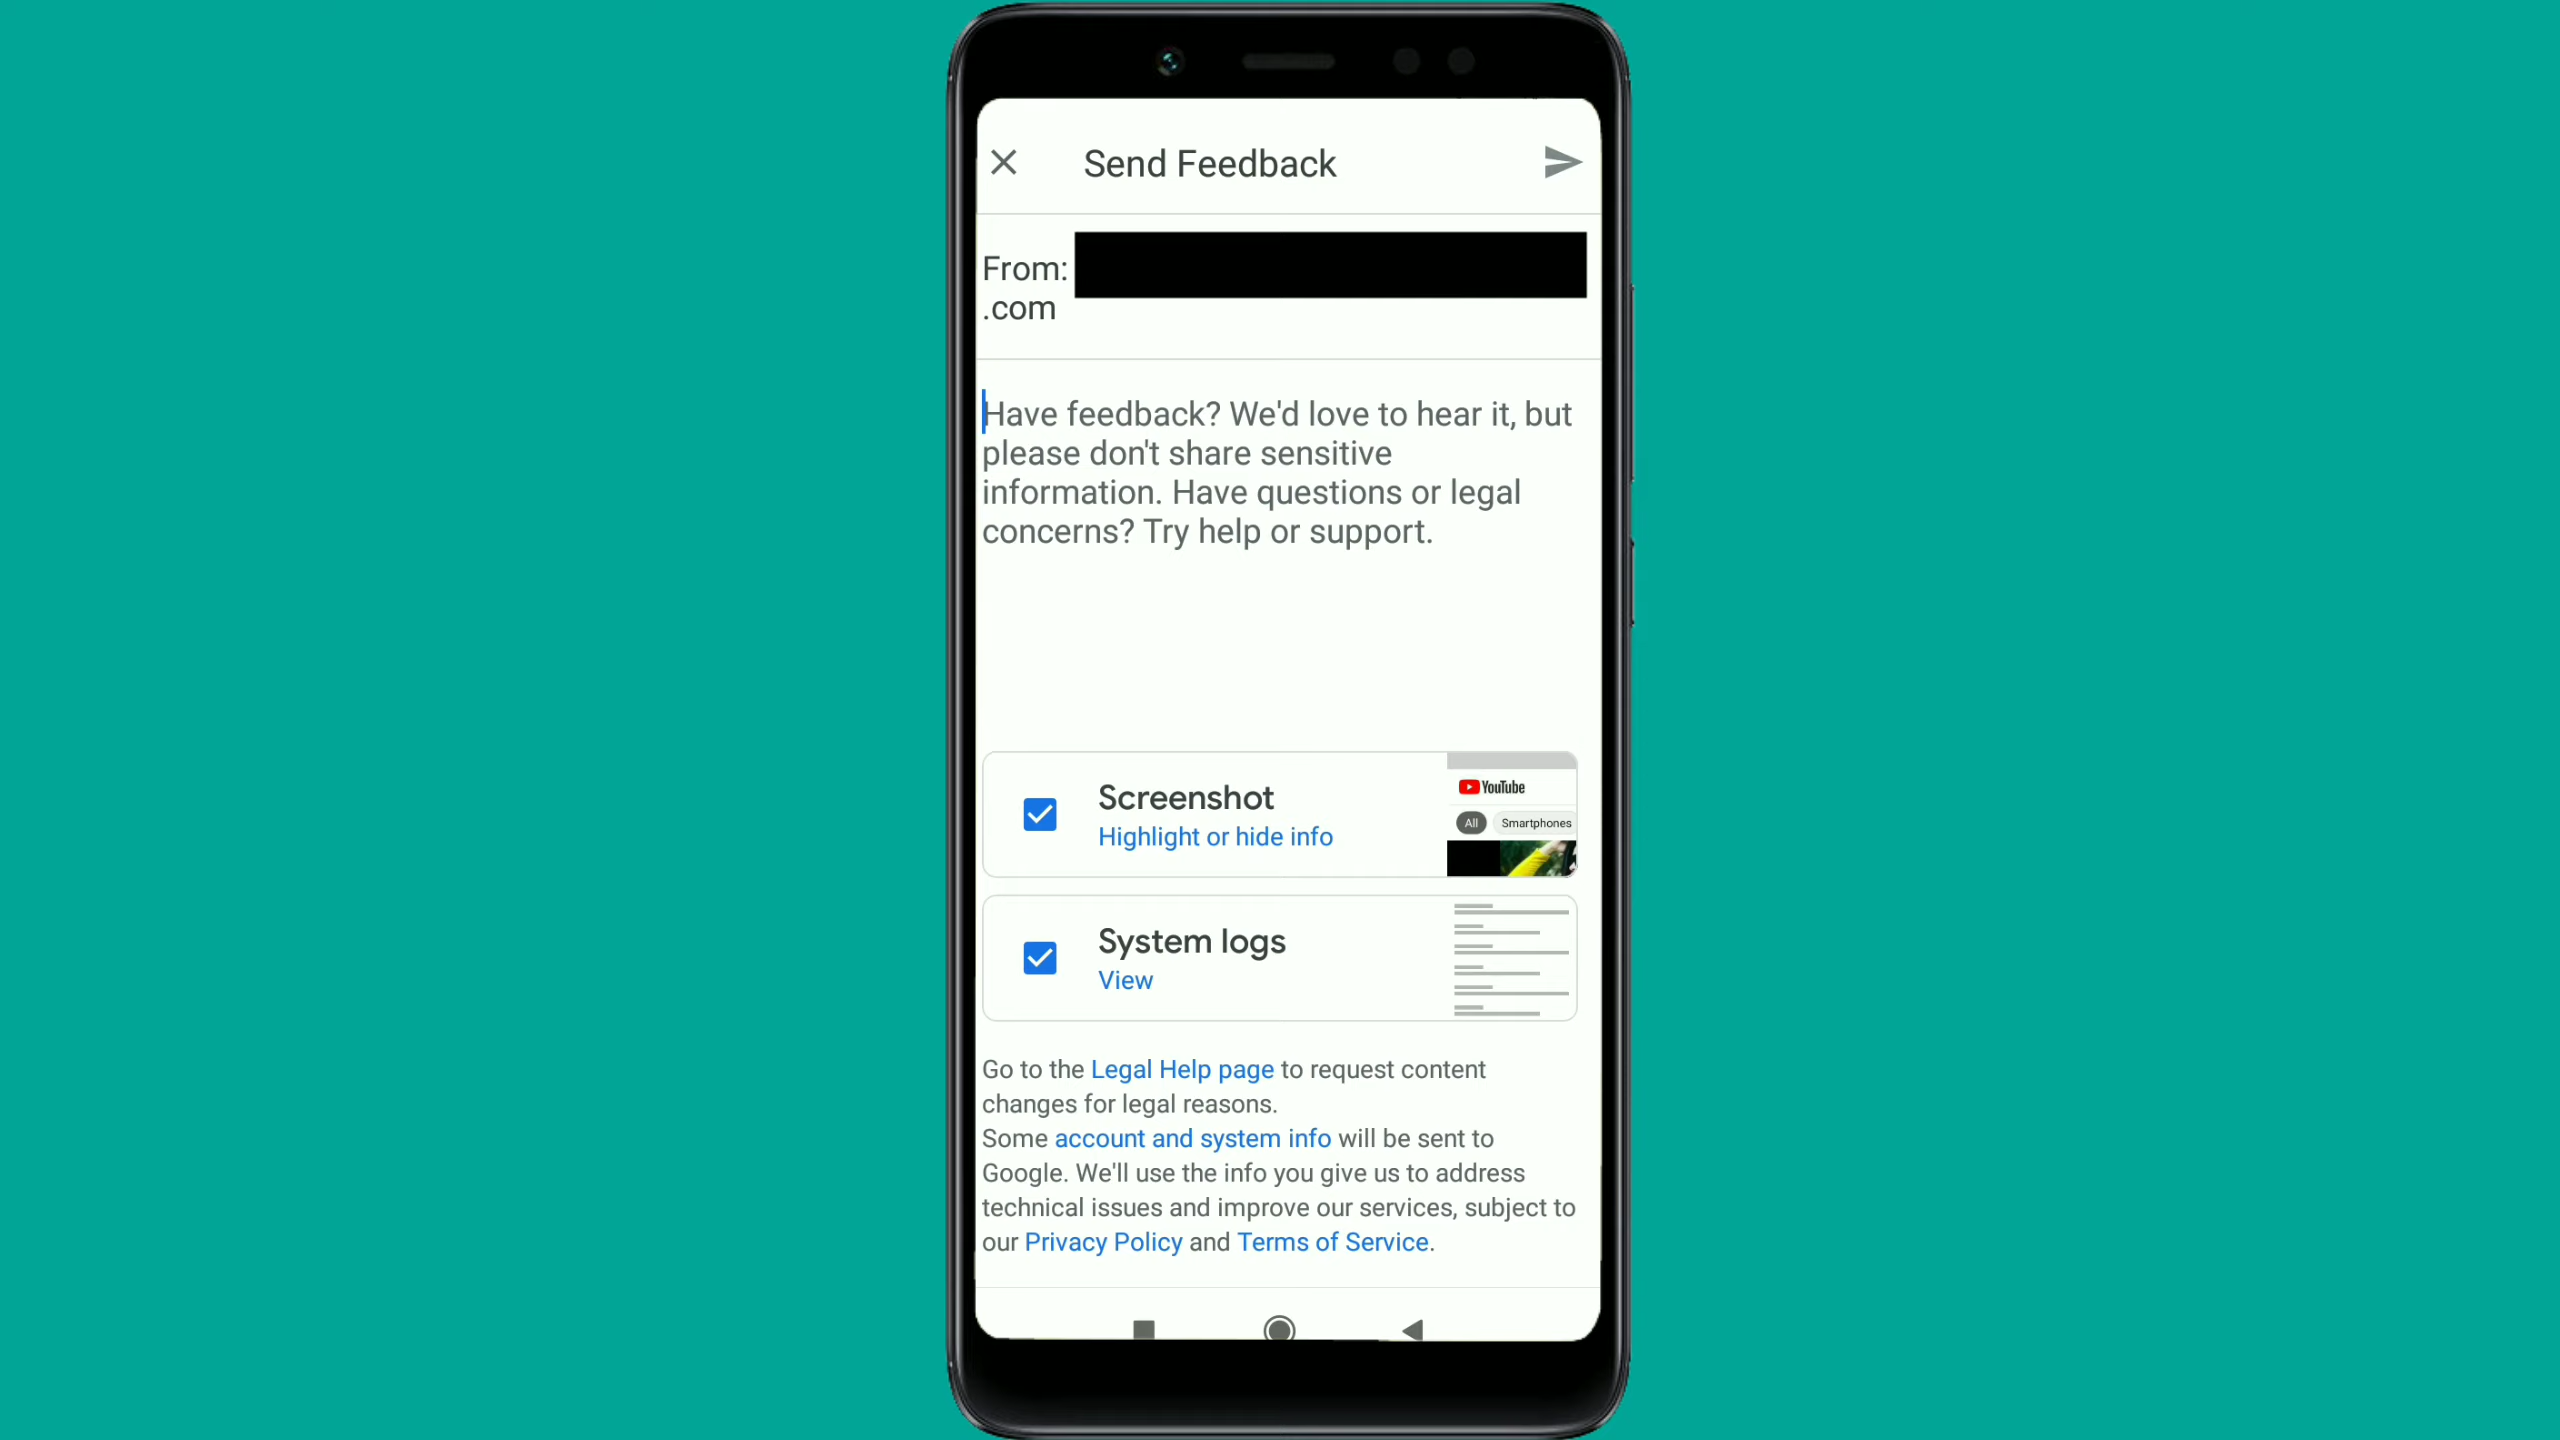 Send Feedback
From:
.com
Have feedback? We'd love to hear it, but
please don't share sensitive
information. Have questions or legal
concerns? Try help or support.
Screenshot
Highlight or hide info
YouTube
All
Smartphones
System logs
View
Go to the Legal Help page to request content
changes for legal reasons.
Some account and system info will be sent to
Google. We'll use the info you give us to address
technical issues and improve our services, subject to
our Privacy Policy and Terms of Service.